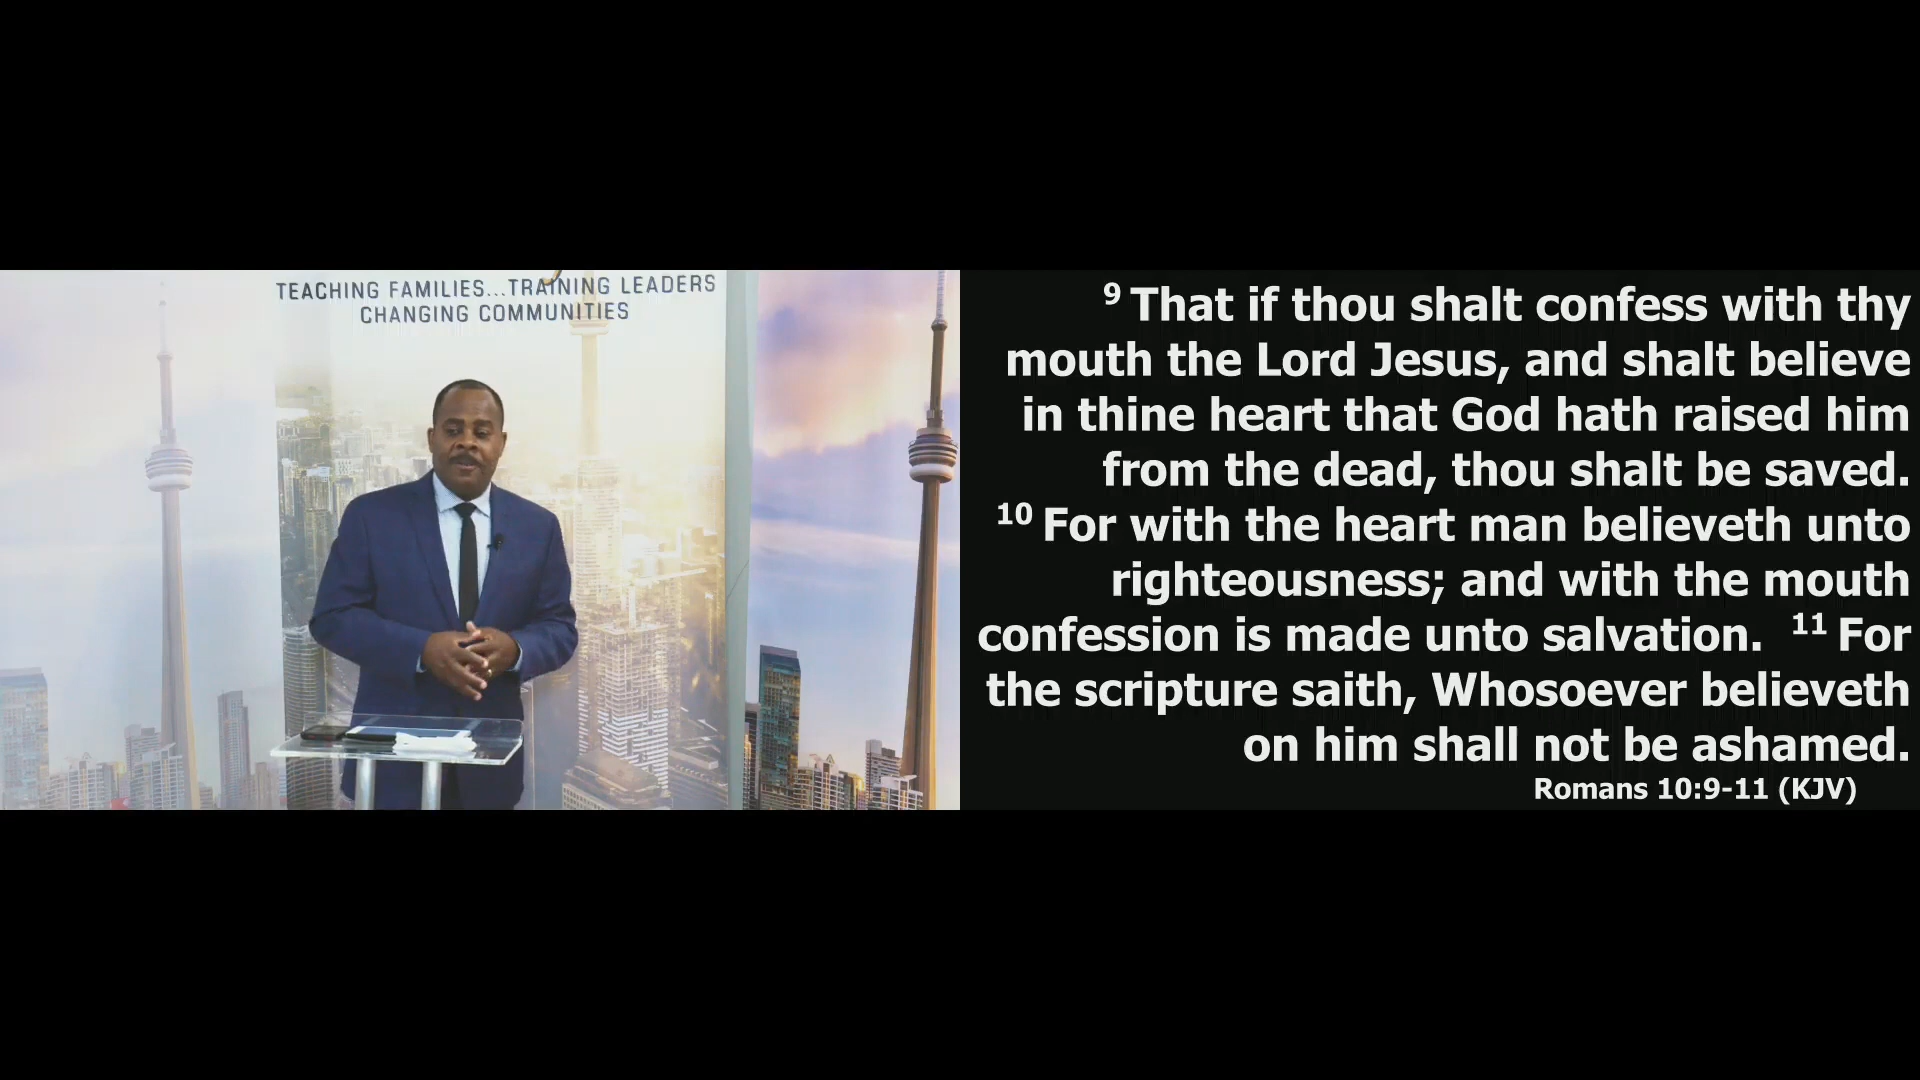 TEACHING FAMILIES...TRAINING LEADERS
CHANGING COMMUNITIES
9 That if thou shalt confess with thy
mouth the Lord Jesus, and shalt believe
in thine heart that God hath raised him
from the dead, thou shalt be saved.
10 For with the heart man believeth unto
righteousness; and with the mouth
confession is made unto salvation. 11 For
the scripture saith, Whosoever believeth
on him shall not be ashamed.
Romans 10:9-11 (KJV)